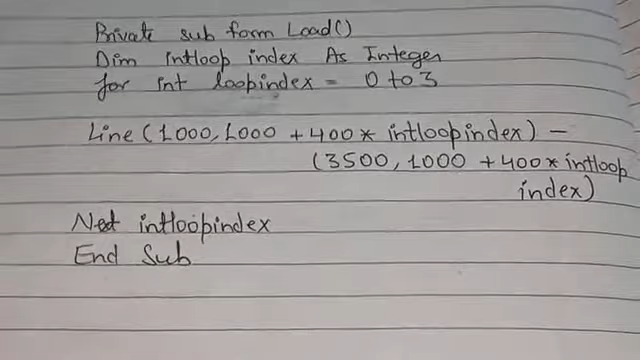 Private sub form Load()
Dim intloop index As Integer
for int loopindex = 0 to 3
Line (1000, 1000 + 400* intloopindex) –
(3500, 1000 + 400* intloop
index)
Next intloopindex
End Sub